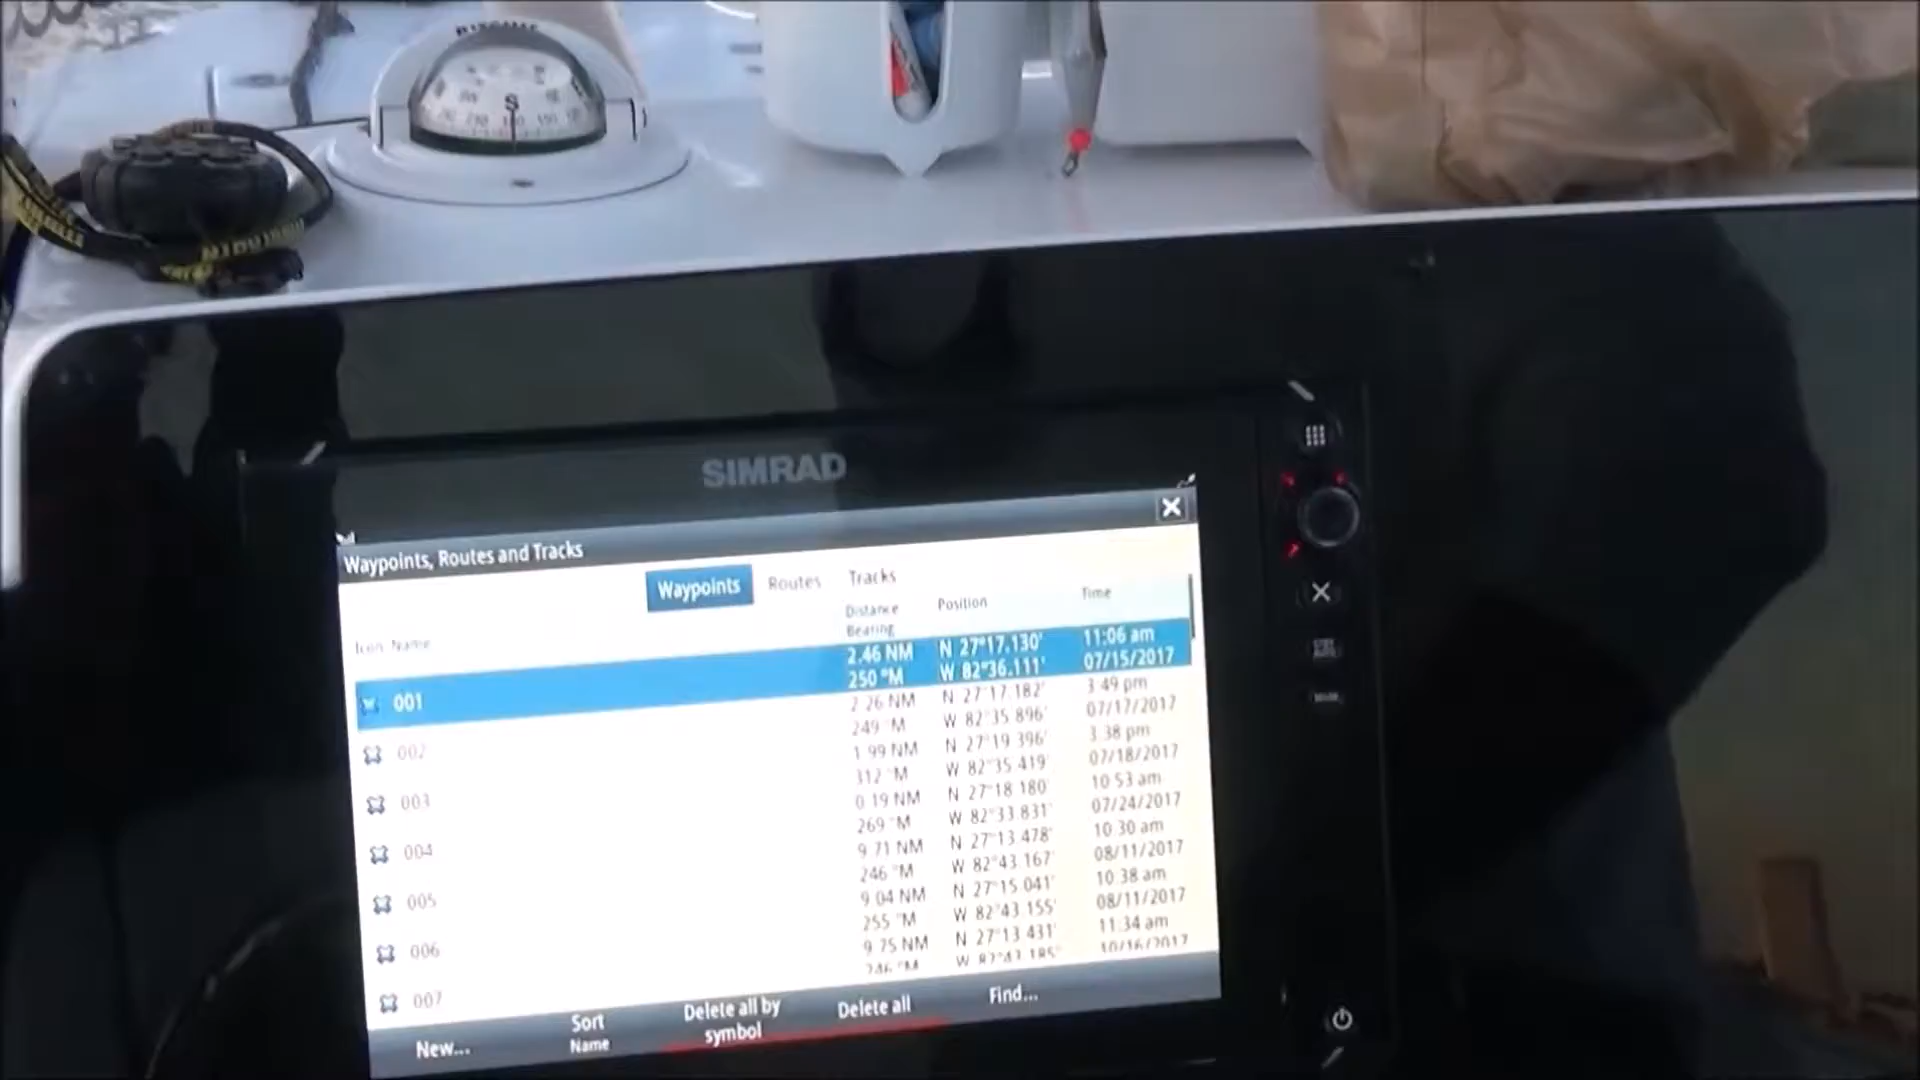 S
SIMRAD
Waypoints, Routes and Tracks
Waypoints Routes Tracks
Icon Name Distance Bearing Position Time
001 2.46 NM N 27°17.130' 11:06 am
250 °M W 82°36.111' 07/15/2017
002 2.26 NM N 27°17.182' 3:49 pm
249 °M W 82°35.896' 07/17/2017
003 1.99 NM N 27°19.396' 3:38 pm
312 °M W 82°35.419' 07/18/2017
004 0.19 NM N 27°18.180' 10:53 am
269 °M W 82°33.831' 07/24/2017
005 9.71 NM N 27°13.478' 10:30 am
246 °M W 82°43.167' 08/11/2017
006 9.04 NM N 27°15.041' 10:38 am
255 °M W 82°43.155' 08/11/2017
007 9.75 NM N 27°13.431' 11:34 am
246 °M W 82°43.185' 10/16/2017
New... Sort Name Delete all by symbol Delete all Find...